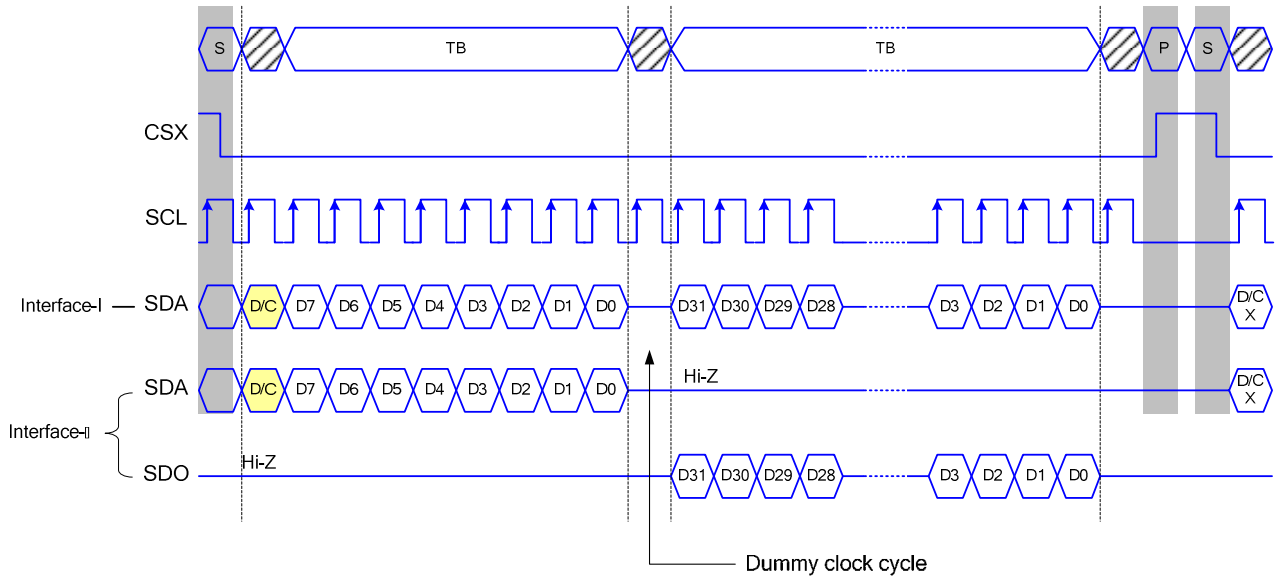 S TB TB P S
CSX
SCL
Interface-I SDA D/C D7 D6 D5 D4 D3 D2 D1 D0 D31 D30 D29 D28 D3 D2 D1 D0 D/C X
SDA D/C D7 D6 D5 D4 D3 D2 D1 D0 Hi-Z D/C X
Interface-
SDO Hi-Z D31 D30 D29 D28 D3 D2 D1 D0
Dummy clock cycle